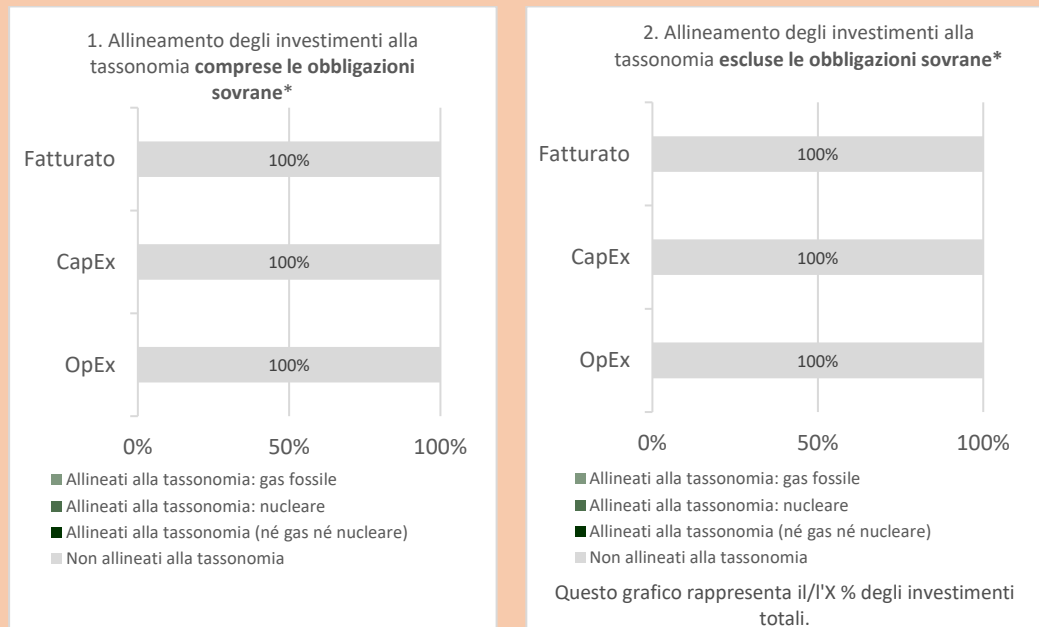 1. Allineamento degli investimenti alla
tassonomia comprese le obbligazioni
sovrane*
Fatturato
100%
CapEx
100%
OpEx
100%
0%
50%
100%
Allineati alla tassonomia: gas fossile
Allineati alla tassonomia: nucleare
Allineati alla tassonomia (né gas né nucleare)
Non allineati alla tassonomia
2. Allineamento degli investimenti alla
tassonomia escluse le obbligazioni sovrane*
Fatturato
100%
CapEx
100%
OpEx
100%
0%
50%
100%
Allineati alla tassonomia: gas fossile
Allineati alla tassonomia: nucleare
Allineati alla tassonomia (né gas né nucleare)
Non allineati alla tassonomia
Questo grafico rappresenta il/l'X % degli investimenti
totali.